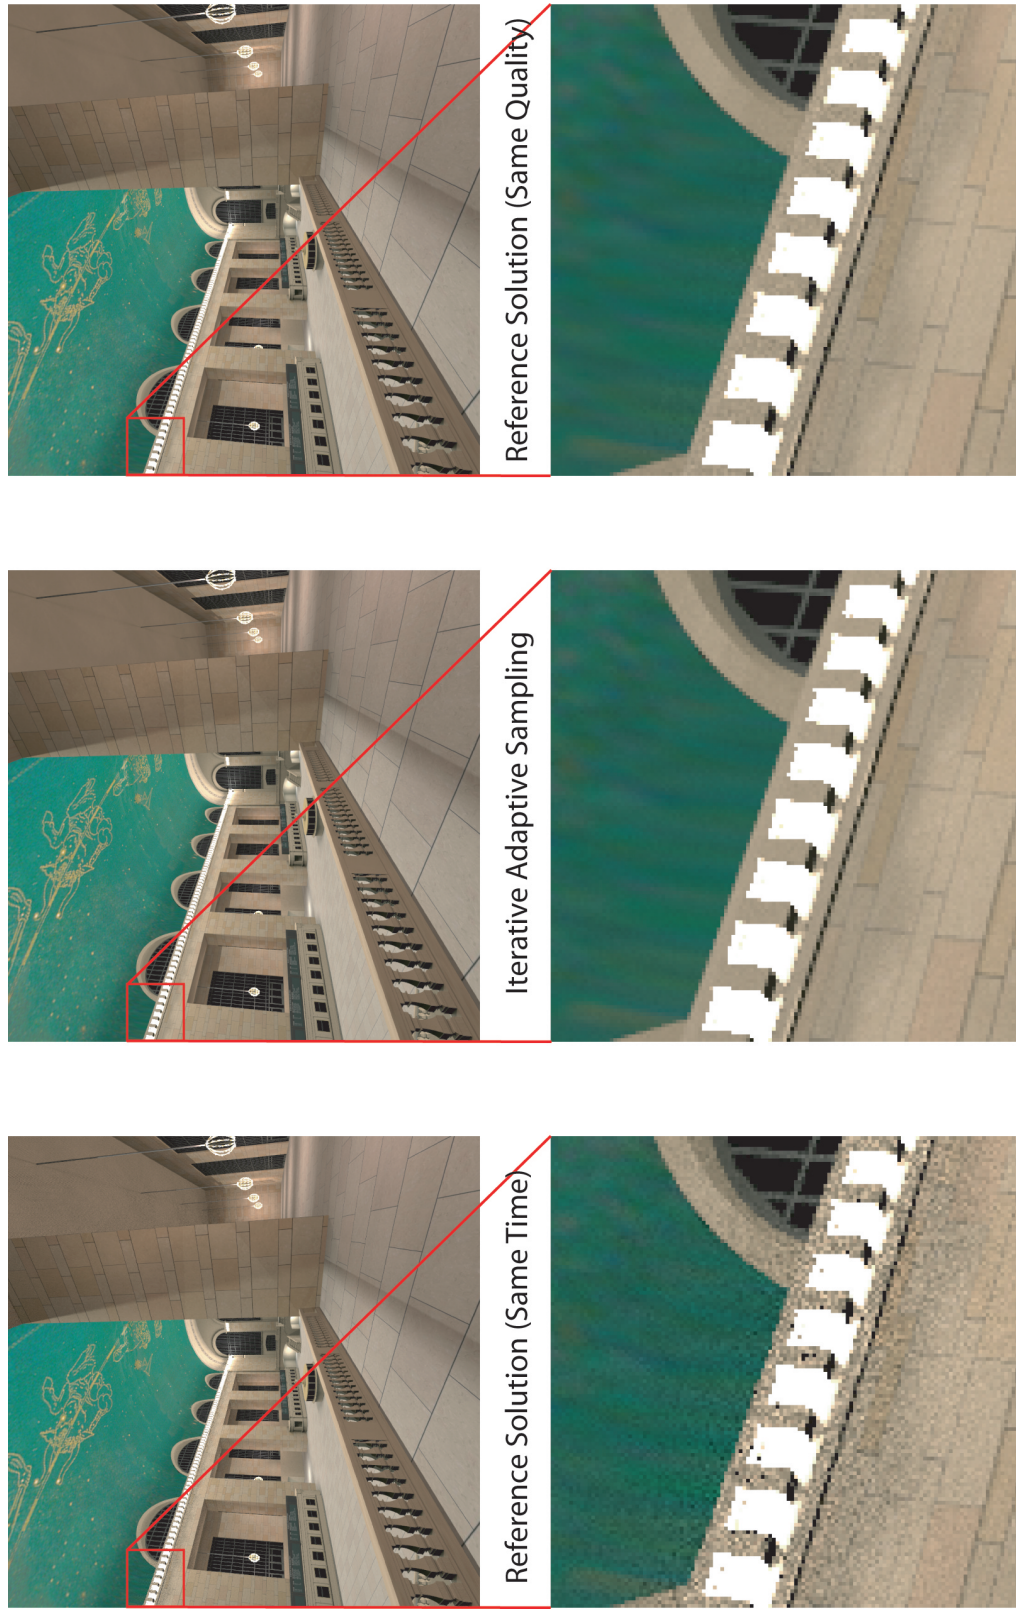 Reference Solution (Same Time)
Iterative Adaptive Sampling
Reference Solution (Same Quality)